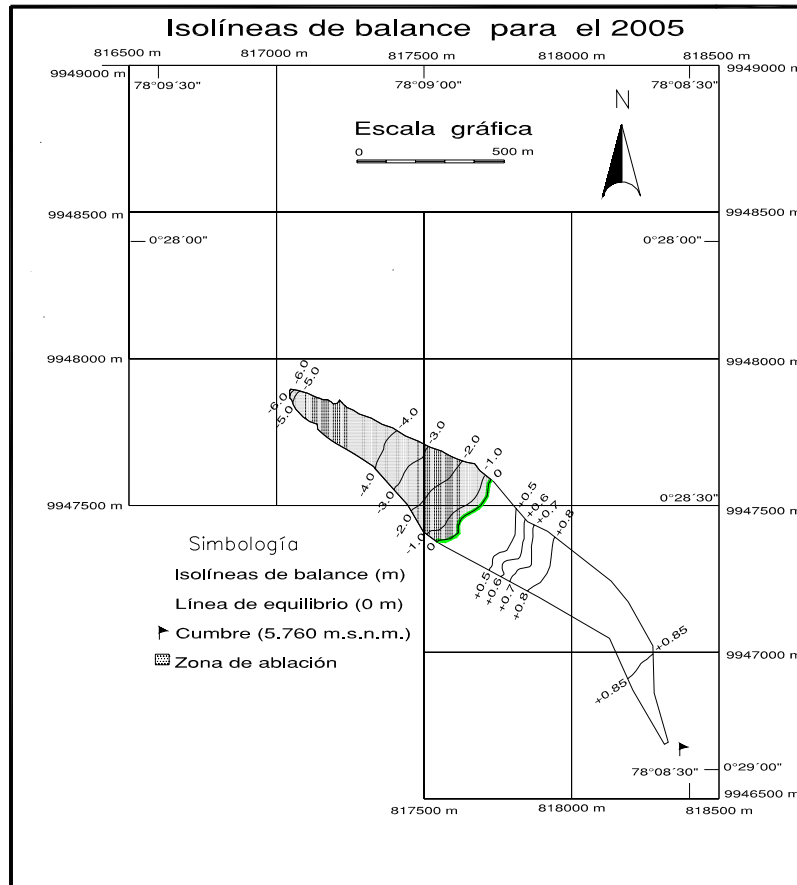 Isolíneas de balance para el 2005
816500 m
817000 m
817500 m
818000 m
818500 m
9949000 m
9949000 m
78°09´30"
78°09´00"
78°08´30"
N
Escala gráfica
0
500 m
9948500 m
9948500 m
0°28´00"
0°28´00"
9948000 m
9948000 m
-6.0
-5.0
-6.0
-5.0
-4.0
-3.0
-2.0
-1.0
0
-4.0
-3.0
-2.0
-1.0
0
+0.5
+0.6
+0.7
+0.8
0°28´30"
9947500 m
9947500 m
+0.5
+0.6
+0.7
+0.8
Simbología
Isolíneas de balance (m)
Línea de equilibrio (0 m)
Cumbre (5.760 m.s.n.m.)
Zona de ablación
+0.85
9947000 m
+0.85
78°08´30"
0°29´00"
9946500 m
817500 m
818000 m
818500 m